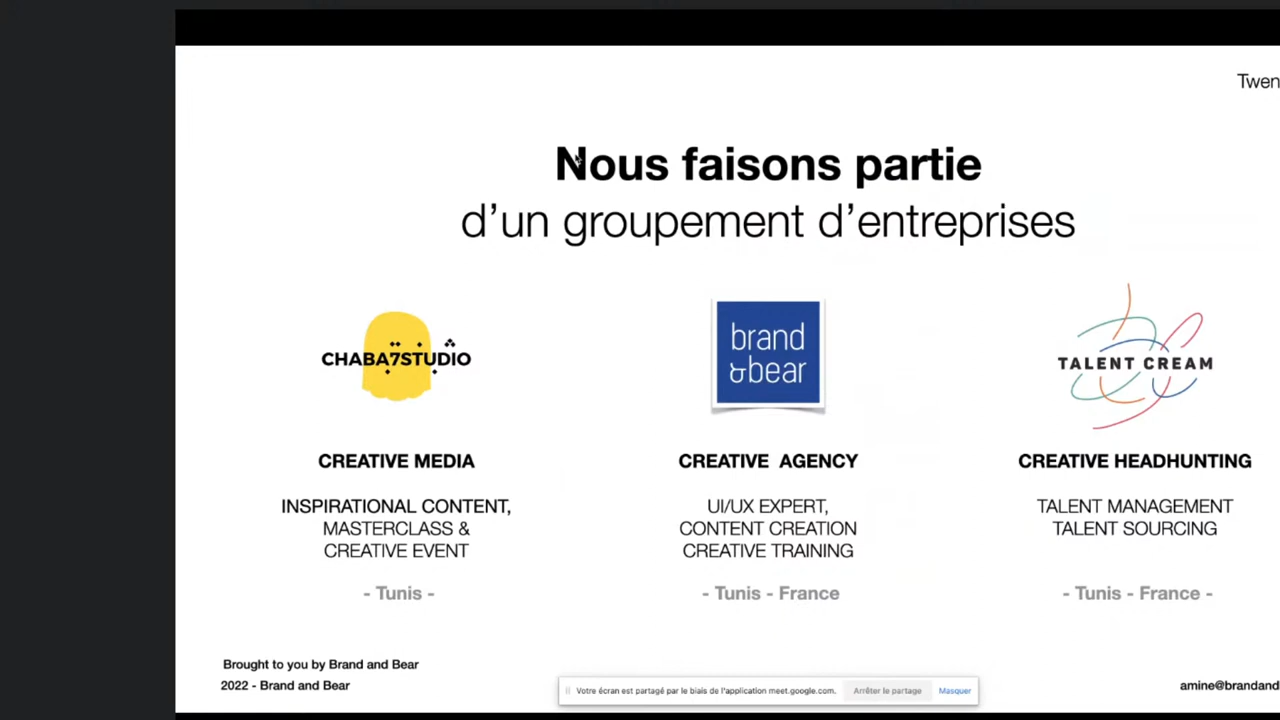 Twen
Nous faisons partie
d'un groupement d'entreprises
CHABA7STUDIO
brand
&bear
TALENT CREAM
CREATIVE MEDIA
INSPIRATIONAL CONTENT,
MASTERCLASS &
CREATIVE EVENT
- Tunis -
CREATIVE AGENCY
UI/UX EXPERT,
CONTENT CREATION
CREATIVE TRAINING
- Tunis - France
CREATIVE HEADHUNTING
TALENT MANAGEMENT
TALENT SOURCING
- Tunis - France -
Brought to you by Brand and Bear
2022 - Brand and Bear
amine@brandand
Votre écran est partagé par le biais de l'application meet.google.com.
Arrêter le partage
Masquer